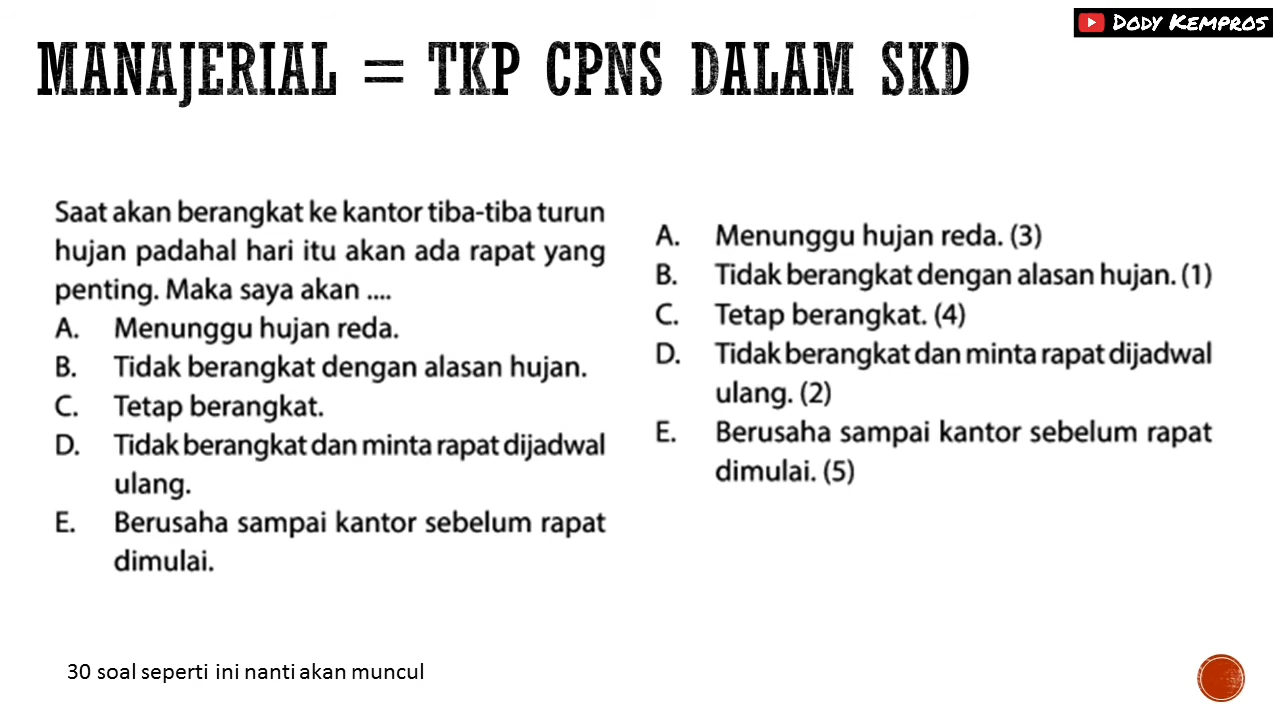 DODY KEMPROS
MANAJERIAL = TKP CPNS DALAM SKD
Saat akan berangkat ke kantor tiba-tiba turun
hujan padahal hari itu akan ada rapat yang
penting. Maka saya akan ....
A. Menunggu hujan reda.
B. Tidak berangkat dengan alasan hujan.
C. Tetap berangkat.
D. Tidak berangkat dan minta rapat dijadwal
ulang.
E. Berusaha sampai kantor sebelum rapat
dimulai.
A. Menunggu hujan reda. (3)
B. Tidak berangkat dengan alasan hujan. (1)
C. Tetap berangkat. (4)
D. Tidak berangkat dan minta rapat dijadwal
ulang. (2)
E. Berusaha sampai kantor sebelum rapat
dimulai. (5)
30 soal seperti ini nanti akan muncul